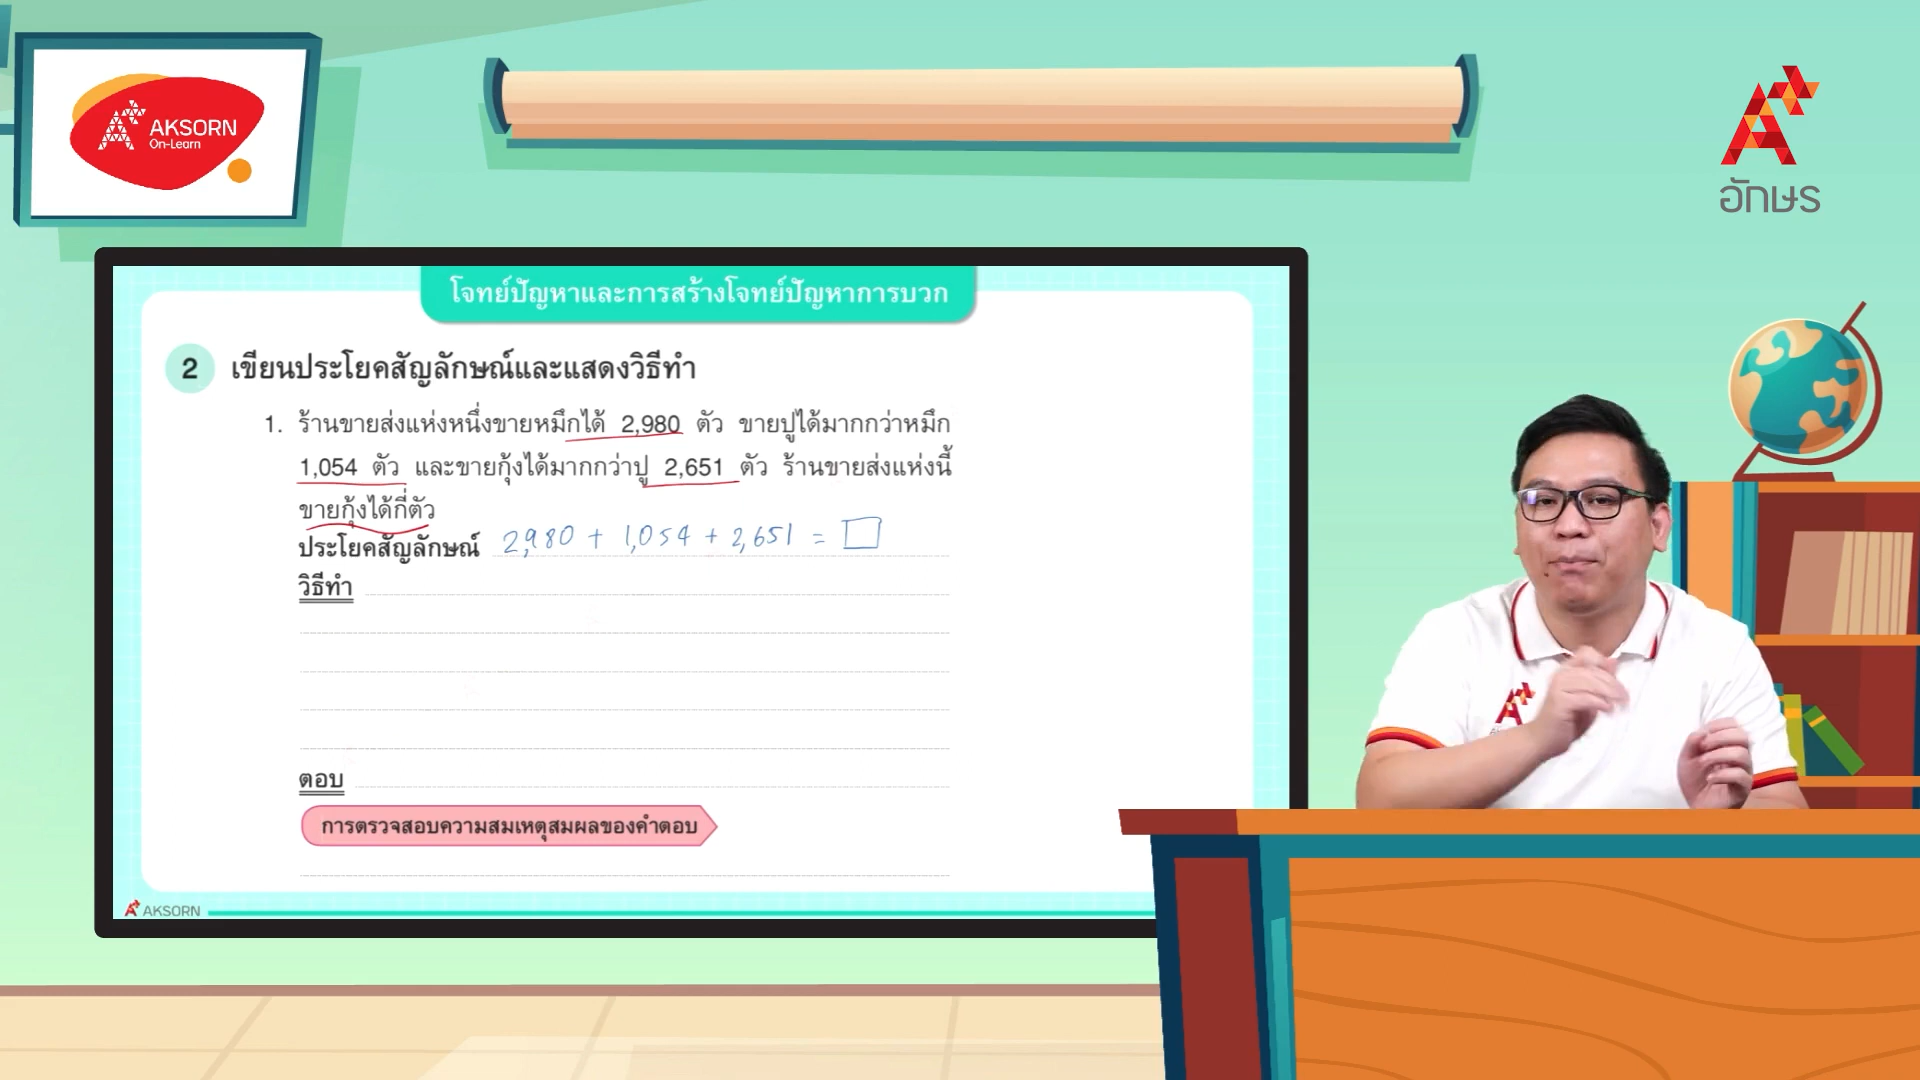 AKSORN
On-Learn
อักษร
โจทย์ปัญหาและการสร้างโจทย์ปัญหาการบวก
2 เขียนประโยคสัญลักษณ์และแสดงวิธีทำ
1. ร้านขายส่งแห่งหนึ่งขายหมึกได้ 2,980 ตัว ขายปูได้มากกว่าหมึก
1,054 ตัว และขายกุ้งได้มากกว่าปู 2,651 ตัว ร้านขายส่งแห่งนี้
ขายกุ้งได้กี่ตัว
ประโยคสัญลักษณ์ 2,980 + 1,054 + 2,651 = □
วิธีทำ
ตอบ
การตรวจสอบความสมเหตุสมผลของคำตอบ
AKSORN